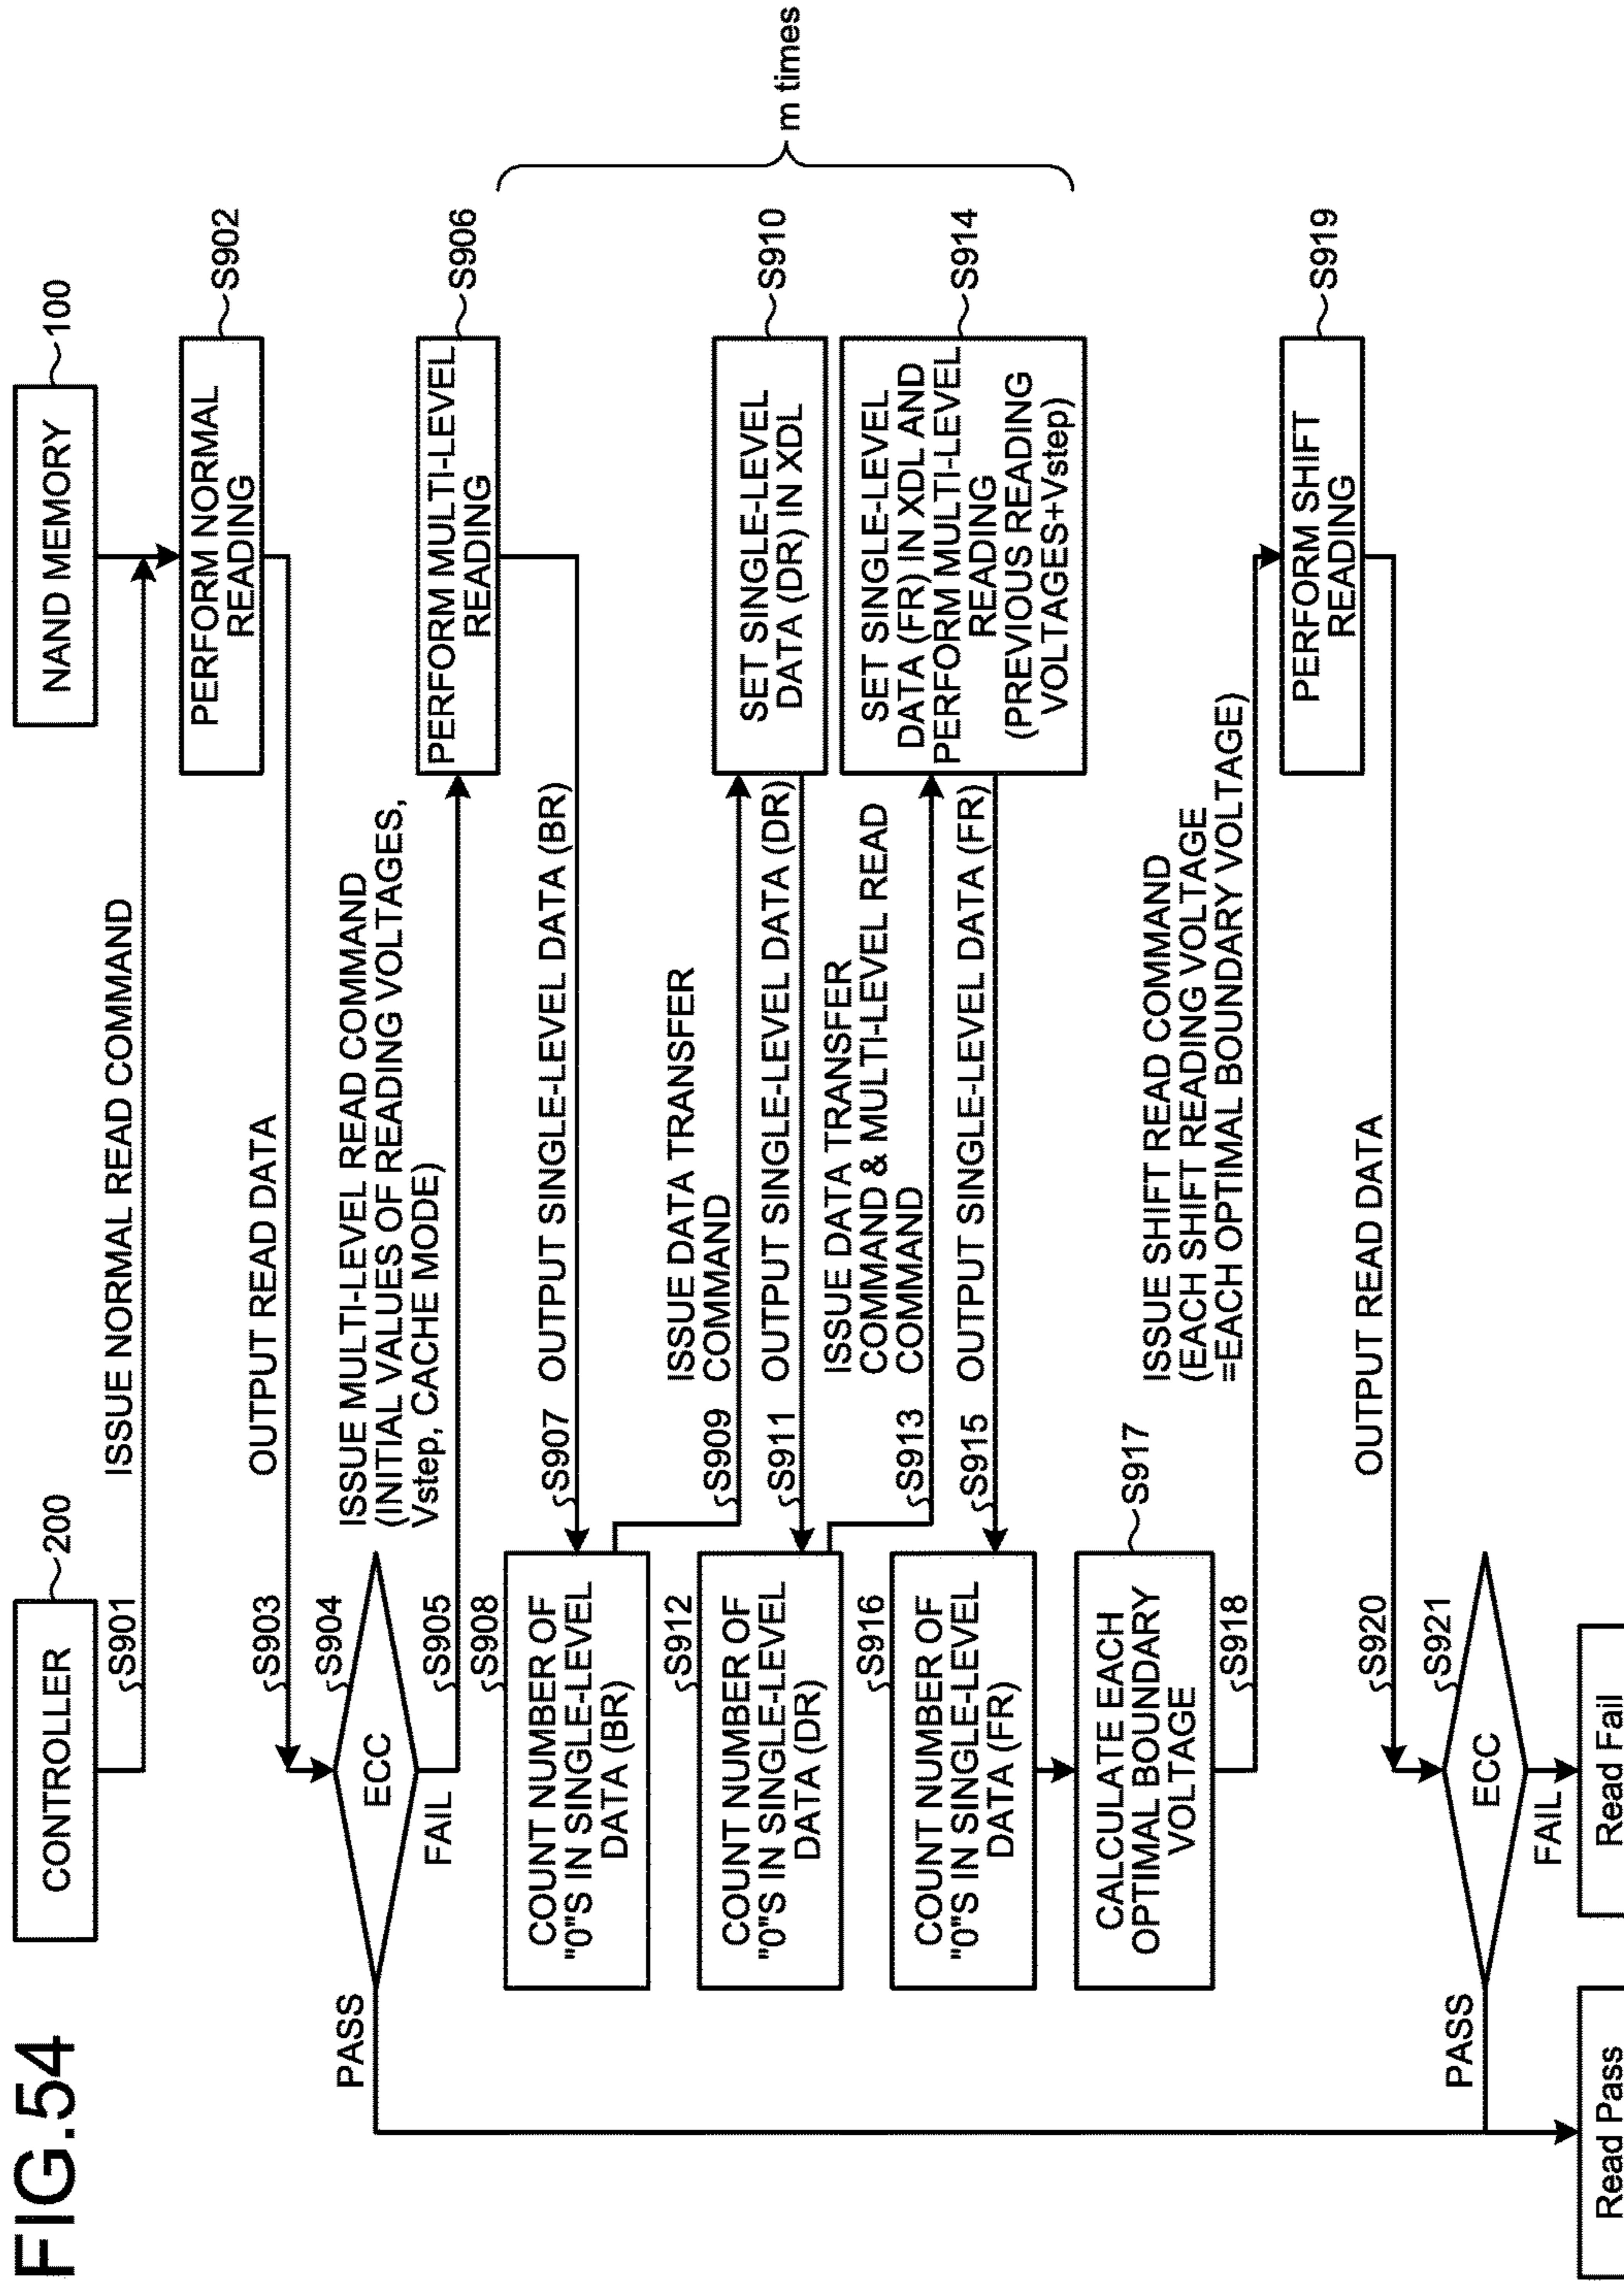 FIG.54
CONTROLLER
200
NAND MEMORY
100
S901
ISSUE NORMAL READ COMMAND
PERFORM NORMAL
READING
S902
S903
OUTPUT READ DATA
S904
ECC
PASS
FAIL
S905
ISSUE MULTI-LEVEL READ COMMAND
(INITIAL VALUES OF READING VOLTAGES,
Vstep, CACHE MODE)
PERFORM MULTI-LEVEL
READING
S906
S907
OUTPUT SINGLE-LEVEL DATA (BR)
S908
COUNT NUMBER OF
"0"S IN SINGLE-LEVEL
DATA (BR)
S909
ISSUE DATA TRANSFER
COMMAND
SET SINGLE-LEVEL
DATA (DR) IN XDL
S910
S911
OUTPUT SINGLE-LEVEL DATA (DR)
S912
COUNT NUMBER OF
"0"S IN SINGLE-LEVEL
DATA (DR)
S913
ISSUE DATA TRANSFER
COMMAND & MULTI-LEVEL READ
COMMAND
SET SINGLE-LEVEL
DATA (FR) IN XDL AND
PERFORM MULTI-LEVEL
READING
(PREVIOUS READING
VOLTAGES+Vstep)
S914
m times
S915
OUTPUT SINGLE-LEVEL DATA (FR)
S916
COUNT NUMBER OF
"0"S IN SINGLE-LEVEL
DATA (FR)
CALCULATE EACH
OPTIMAL BOUNDARY
VOLTAGE
S917
S918
ISSUE SHIFT READ COMMAND
(EACH SHIFT READING VOLTAGE
=EACH OPTIMAL BOUNDARY VOLTAGE)
PERFORM SHIFT
READING
S919
S920
OUTPUT READ DATA
S921
ECC
PASS
FAIL
Read Pass
Read Fail